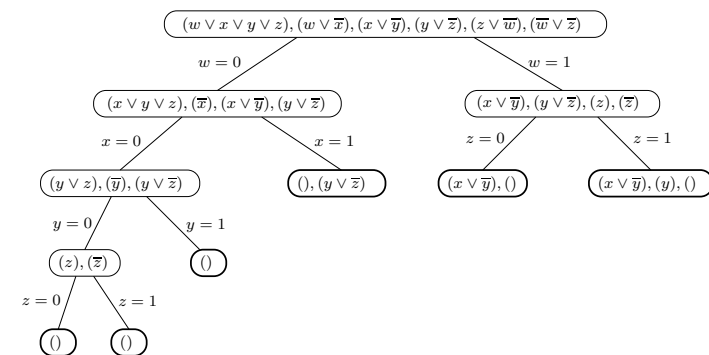 (w ∨ x ∨ y ∨ z), (w ∨ x̅), (x ∨ y̅), (y ∨ z̅), (z ∨ w̅), (w̅ ∨ z̅)
w = 0 w = 1
(x ∨ y ∨ z), (x̅), (x ∨ y̅), (y ∨ z̅) (x ∨ y̅), (y ∨ z̅), (z), (z̅)
x = 0 x = 1 z = 0 z = 1
(y ∨ z), (y̅), (y ∨ z̅) (), (y ∨ z̅) (x ∨ y̅), () (x ∨ y̅), (y), ()
y = 0 y = 1
(z), (z̅) ()
z = 0 z = 1
() ()